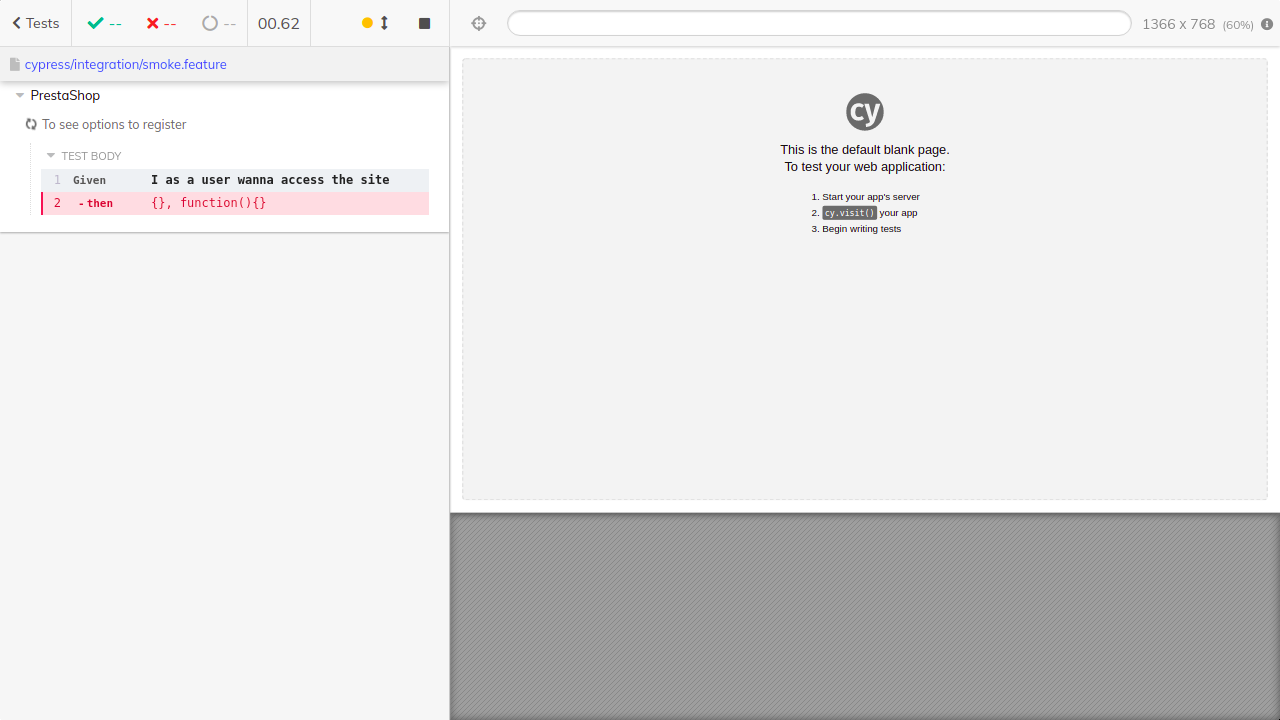 Tests -- -- -- 00.62
1366 x 768 (60%)
cypress/integration/smoke.feature
PrestaShop
To see options to register
TEST BODY
1 Given I as a user wanna access the site
2 - then {}, function(){}
cy
This is the default blank page.
To test your web application:
1. Start your app's server
2. cy.visit() your app
3. Begin writing tests